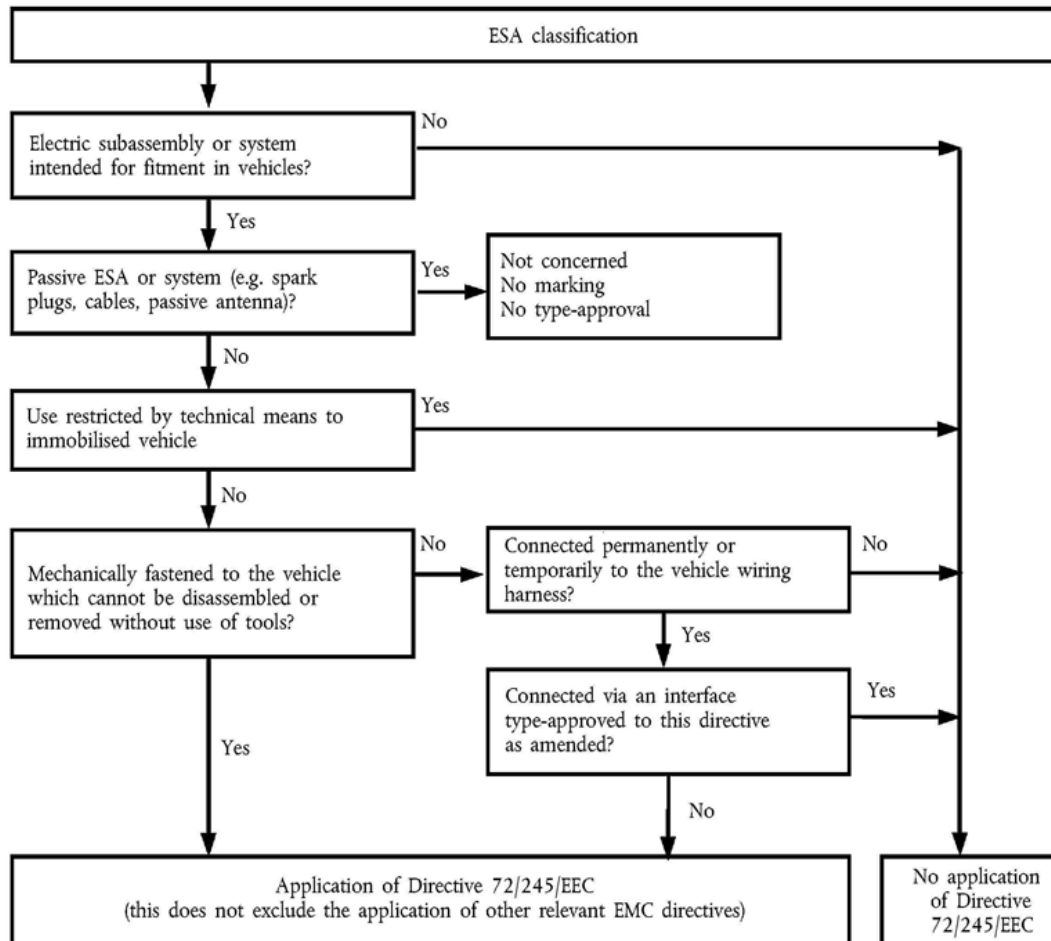 ESA classification
Electric subassembly or system
intended for fitment in vehicles?
No
Yes
Passive ESA or system (e.g. spark
plugs, cables, passive antenna)?
Yes
Not concerned
No marking
No type-approval
No
Use restricted by technical means to
immobilised vehicle
Yes
No
Mechanically fastened to the vehicle
which cannot be disassembled or
removed without use of tools?
No
Connected permanently or
temporarily to the vehicle wiring
harness?
No
Yes
Connected via an interface
type-approved to this directive
as amended?
Yes
Yes
No
Application of Directive 72/245/EEC
(this does not exclude the application of other relevant EMC directives)
No application
of Directive
72/245/EEC